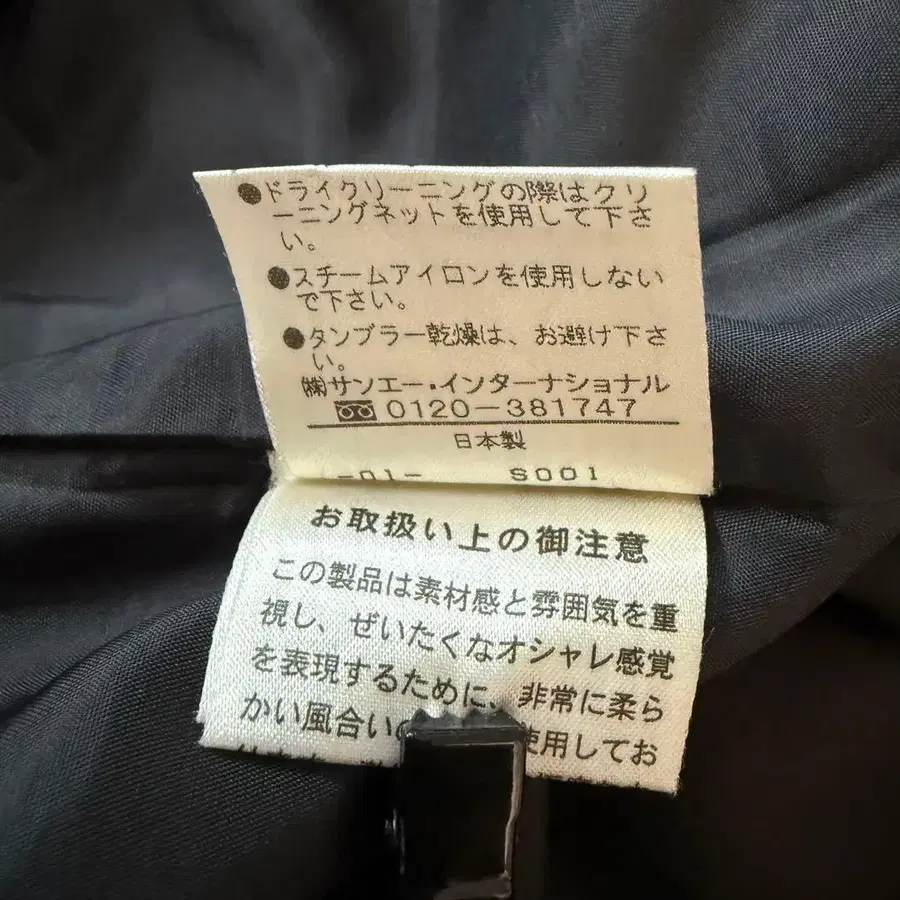 ●ドライクリーニングの際はクリ
ーニングネットを使用して下さ
い。
●スチームアイロンを使用しない
で下さい。
●タンブラー乾燥は、お避け下さ
い。
㈱サンエー・インターナショナル
0120-381747
日本製
-01- S001
お取扱い上の御注意
この製品は素材感と雰囲気を重
視し、ぜいたくなオシャレ感覚
を表現するために、非常に柔ら
かい風合いの 使用してお